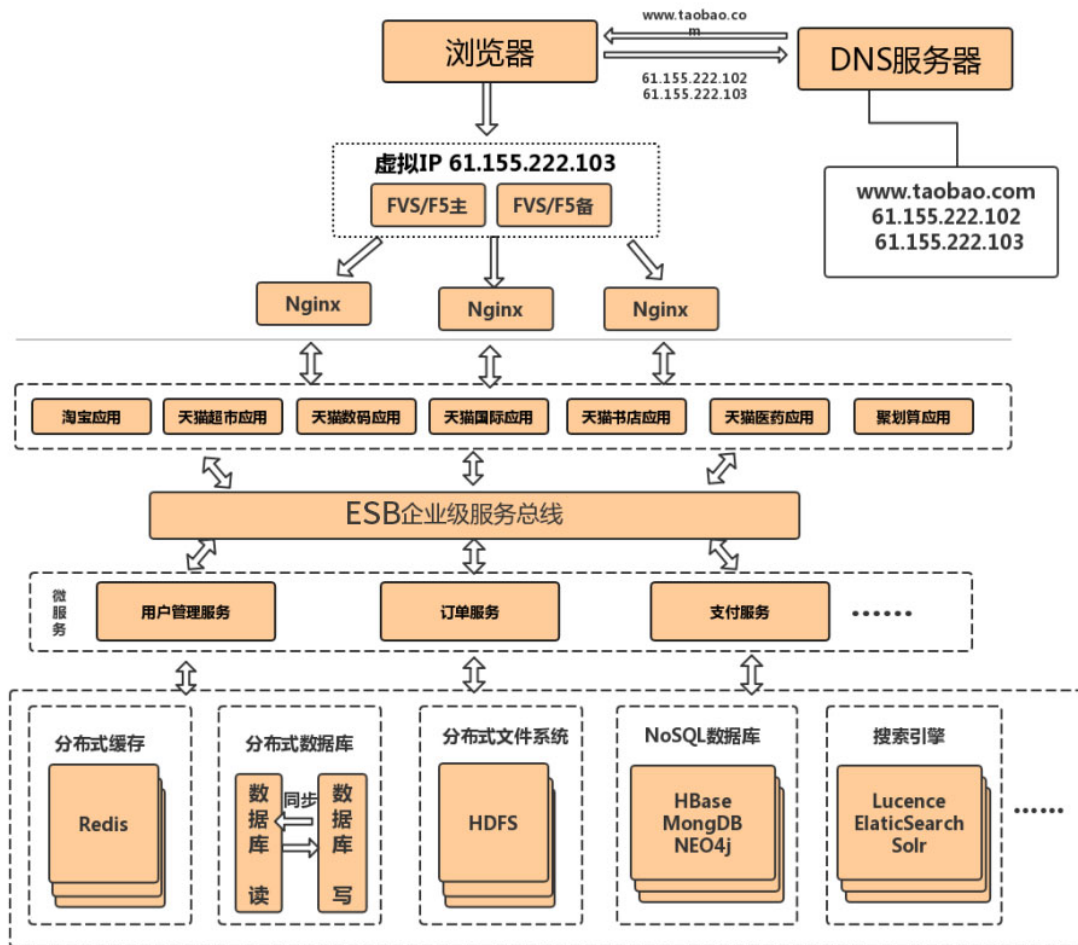 www.taobao.co
m
浏览器
DNS服务器
61.155.222.102
61.155.222.103
虚拟IP 61.155.222.103
FVS/F5主
FVS/F5备
www.taobao.com
61.155.222.102
61.155.222.103
Nginx
Nginx
Nginx
淘宝应用
天猫超市应用
天猫数码应用
天猫国际应用
天猫书店应用
天猫医药应用
聚划算应用
ESB企业级服务总线
微服务
用户管理服务
订单服务
支付服务
......
分布式缓存
Redis
分布式数据库
数据库 读
同步
数据库 写
分布式文件系统
HDFS
NoSQL数据库
HBase
MongDB
NEO4j
搜索引擎
Lucence
ElaticSearch
Solr
......